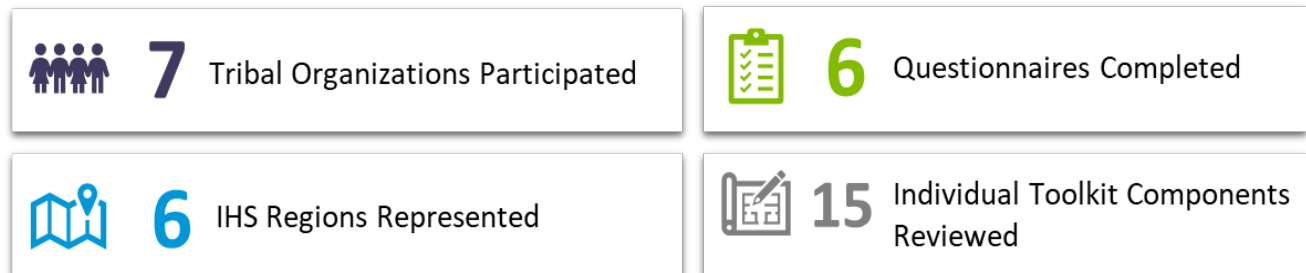 7 Tribal Organizations Participated
6 Questionnaires Completed
6 IHS Regions Represented
15 Individual Toolkit Components
Reviewed